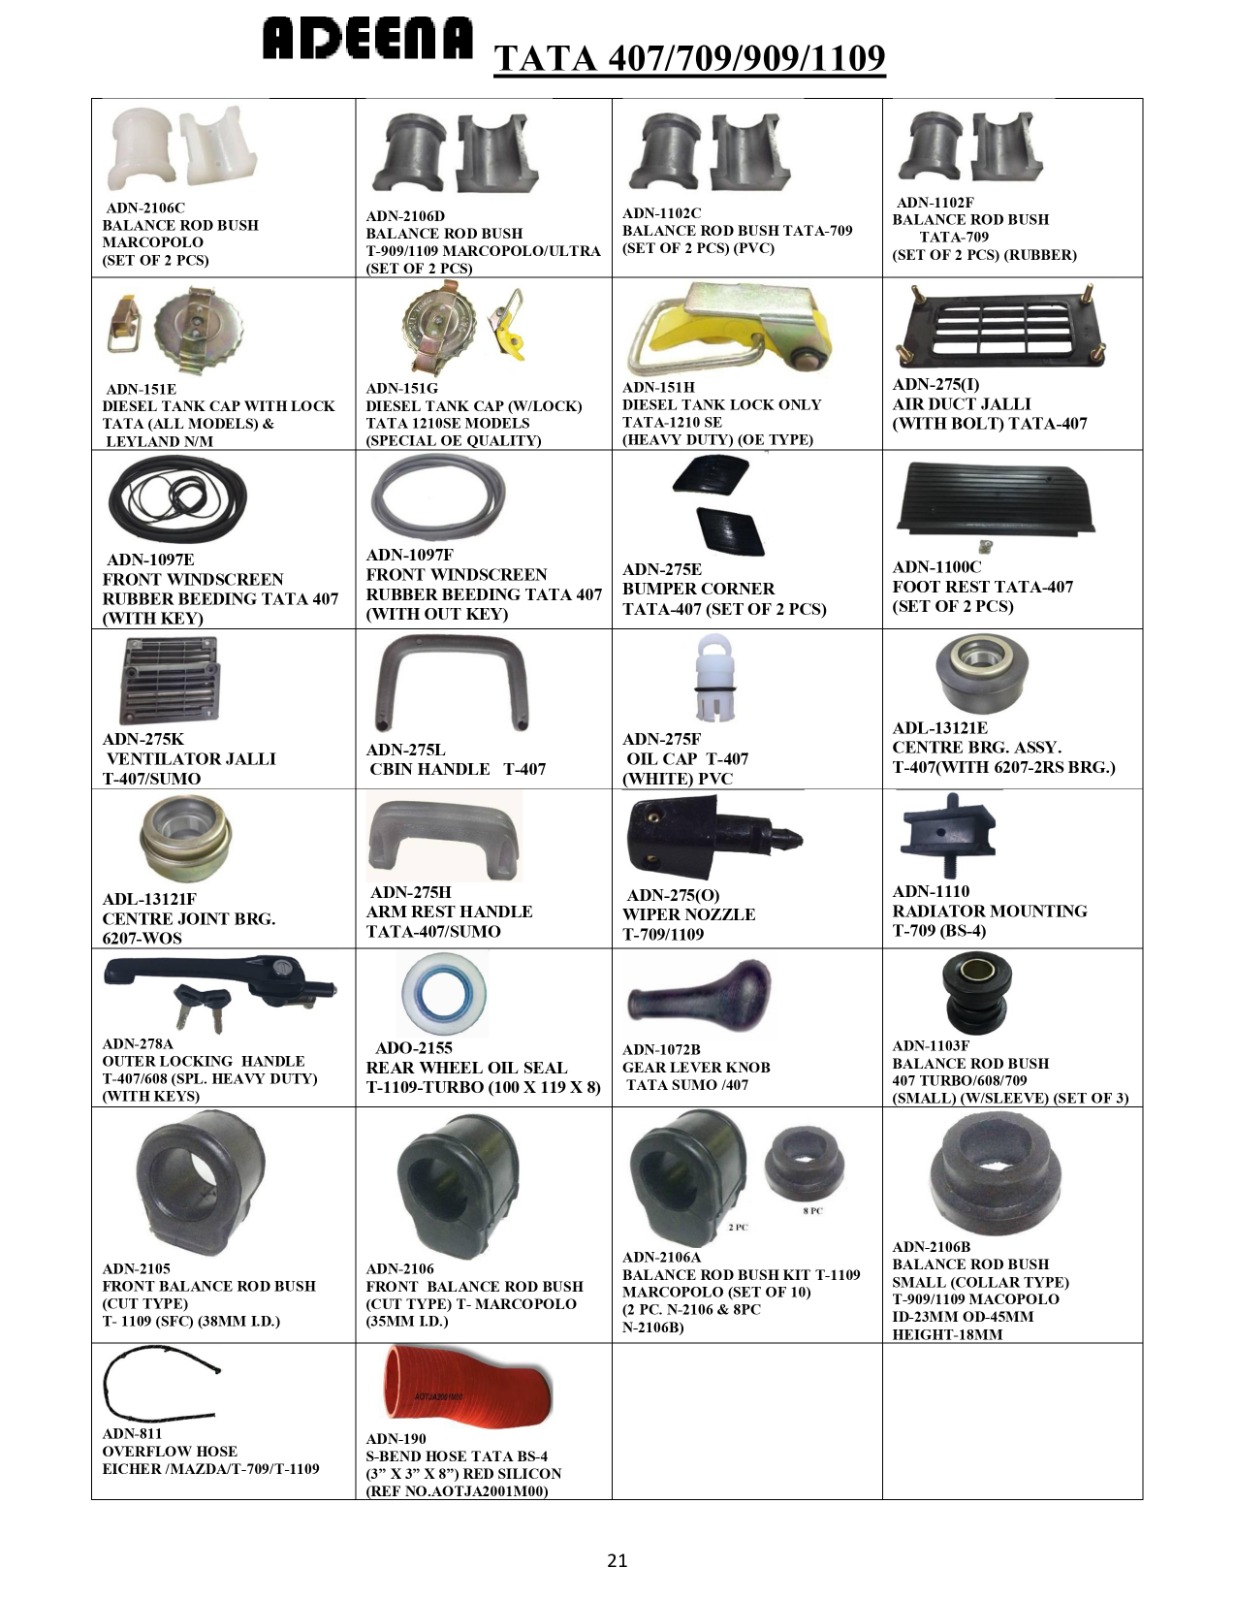 ADEENA
TATA 407/709/909/1109
ADN-2106C
BALANCE ROD BUSH
MARCOPOLO
(SET OF 2 PCS)
ADN-2106D
BALANCE ROD BUSH
T-909/1109 MARCOPOLO/ULTRA
(SET OF 2 PCS)
ADN-1102C
BALANCE ROD BUSH TATA-709
(SET OF 2 PCS) (PVC)
ADN-1102F
BALANCE ROD BUSH
TATA-709
(SET OF 2 PCS) (RUBBER)
ADN-151E
DIESEL TANK CAP WITH LOCK
TATA (ALL MODELS) &
LEYLAND N/M
ADN-151G
DIESEL TANK CAP (W/LOCK)
TATA 1210SE MODELS
(SPECIAL OE QUALITY)
ADN-151H
DIESEL TANK LOCK ONLY
TATA-1210 SE
(HEAVY DUTY) (OE TYPE)
ADN-275(I)
AIR DUCT JALLI
(WITH BOLT) TATA-407
ADN-1097E
FRONT WINDSCREEN
RUBBER BEEDING TATA 407
(WITH KEY)
ADN-1097F
FRONT WINDSCREEN
RUBBER BEEDING TATA 407
(WITH OUT KEY)
ADN-275E
BUMPER CORNER
TATA-407 (SET OF 2 PCS)
ADN-1100C
FOOT REST TATA-407
(SET OF 2 PCS)
ADN-275K
VENTILATOR JALLI
T-407/SUMO
ADN-275L
CBIN HANDLE T-407
ADN-275F
OIL CAP T-407
(WHITE) PVC
ADL-13121E
CENTRE BRG. ASSY.
T-407(WITH 6207-2RS BRG.)
ADL-13121F
CENTRE JOINT BRG.
6207-WOS
ADN-275H
ARM REST HANDLE
TATA-407/SUMO
ADN-275(O)
WIPER NOZZLE
T-709/1109
ADN-1110
RADIATOR MOUNTING
T-709 (BS-4)
ADN-278A
OUTER LOCKING HANDLE
T-407/608 (SPL. HEAVY DUTY)
(WITH KEYS)
ADO-2155
REAR WHEEL OIL SEAL
T-1109-TURBO (100 X 119 X 8)
ADN-1072B
GEAR LEVER KNOB
TATA SUMO /407
ADN-1103F
BALANCE ROD BUSH
407 TURBO/608/709
(SMALL) (W/SLEEVE) (SET OF 3)
ADN-2105
FRONT BALANCE ROD BUSH
(CUT TYPE)
T- 1109 (SFC) (38MM I.D.)
ADN-2106
FRONT BALANCE ROD BUSH
(CUT TYPE) T- MARCOPOLO
(35MM I.D.)
2 PC
8 PC
ADN-2106A
BALANCE ROD BUSH KIT T-1109
MARCOPOLO (SET OF 10)
(2 PC. N-2106 & 8PC
N-2106B)
ADN-2106B
BALANCE ROD BUSH
SMALL (COLLAR TYPE)
T-909/1109 MACOPOLO
ID-23MM OD-45MM
HEIGHT-18MM
ADN-811
OVERFLOW HOSE
EICHER /MAZDA/T-709/T-1109
AOTJA2001M00
ADN-190
S-BEND HOSE TATA BS-4
(3” X 3” X 8”) RED SILICON
(REF NO.AOTJA2001M00)
21